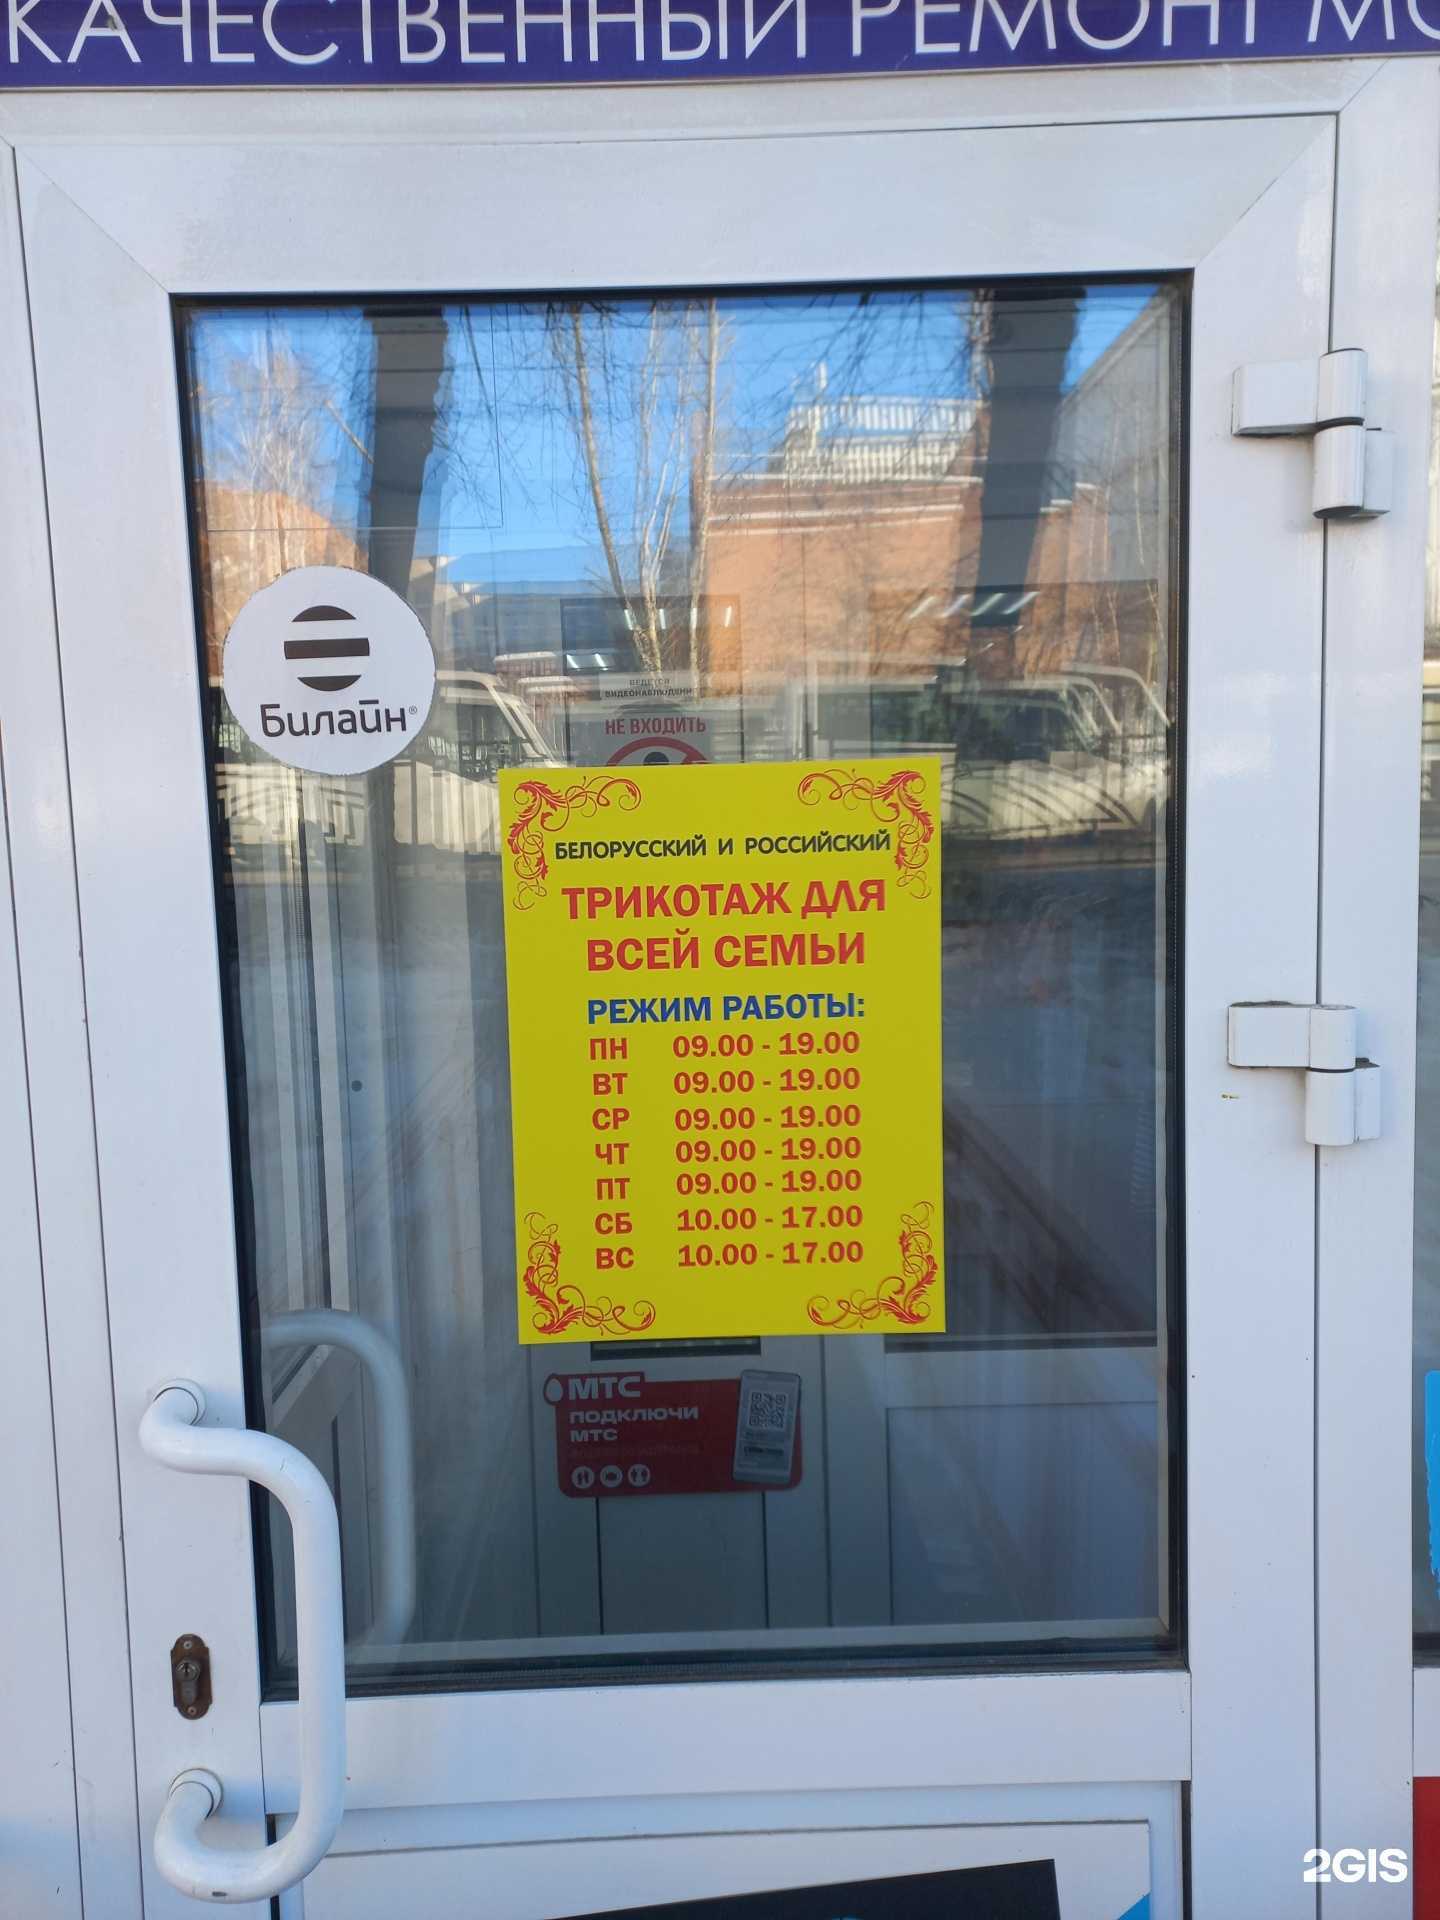 КАЧЕСТВЕННЫЙ РЕМОНТ МО
Билайн®
ВЕДЕТСЯ
ВИДЕОНАБЛЮДЕНИЕ
НЕ ВХОДИТЬ
БЕЛОРУССКИЙ И РОССИЙСКИЙ
ТРИКОТАЖ ДЛЯ
ВСЕЙ СЕМЬИ
РЕЖИМ РАБОТЫ:
ПН 09.00 - 19.00
ВТ 09.00 - 19.00
СР 09.00 - 19.00
ЧТ 09.00 - 19.00
ПТ 09.00 - 19.00
СБ 10.00 - 17.00
ВС 10.00 - 17.00
МТС
ПОДКЛЮЧИ
МТС
2GIS